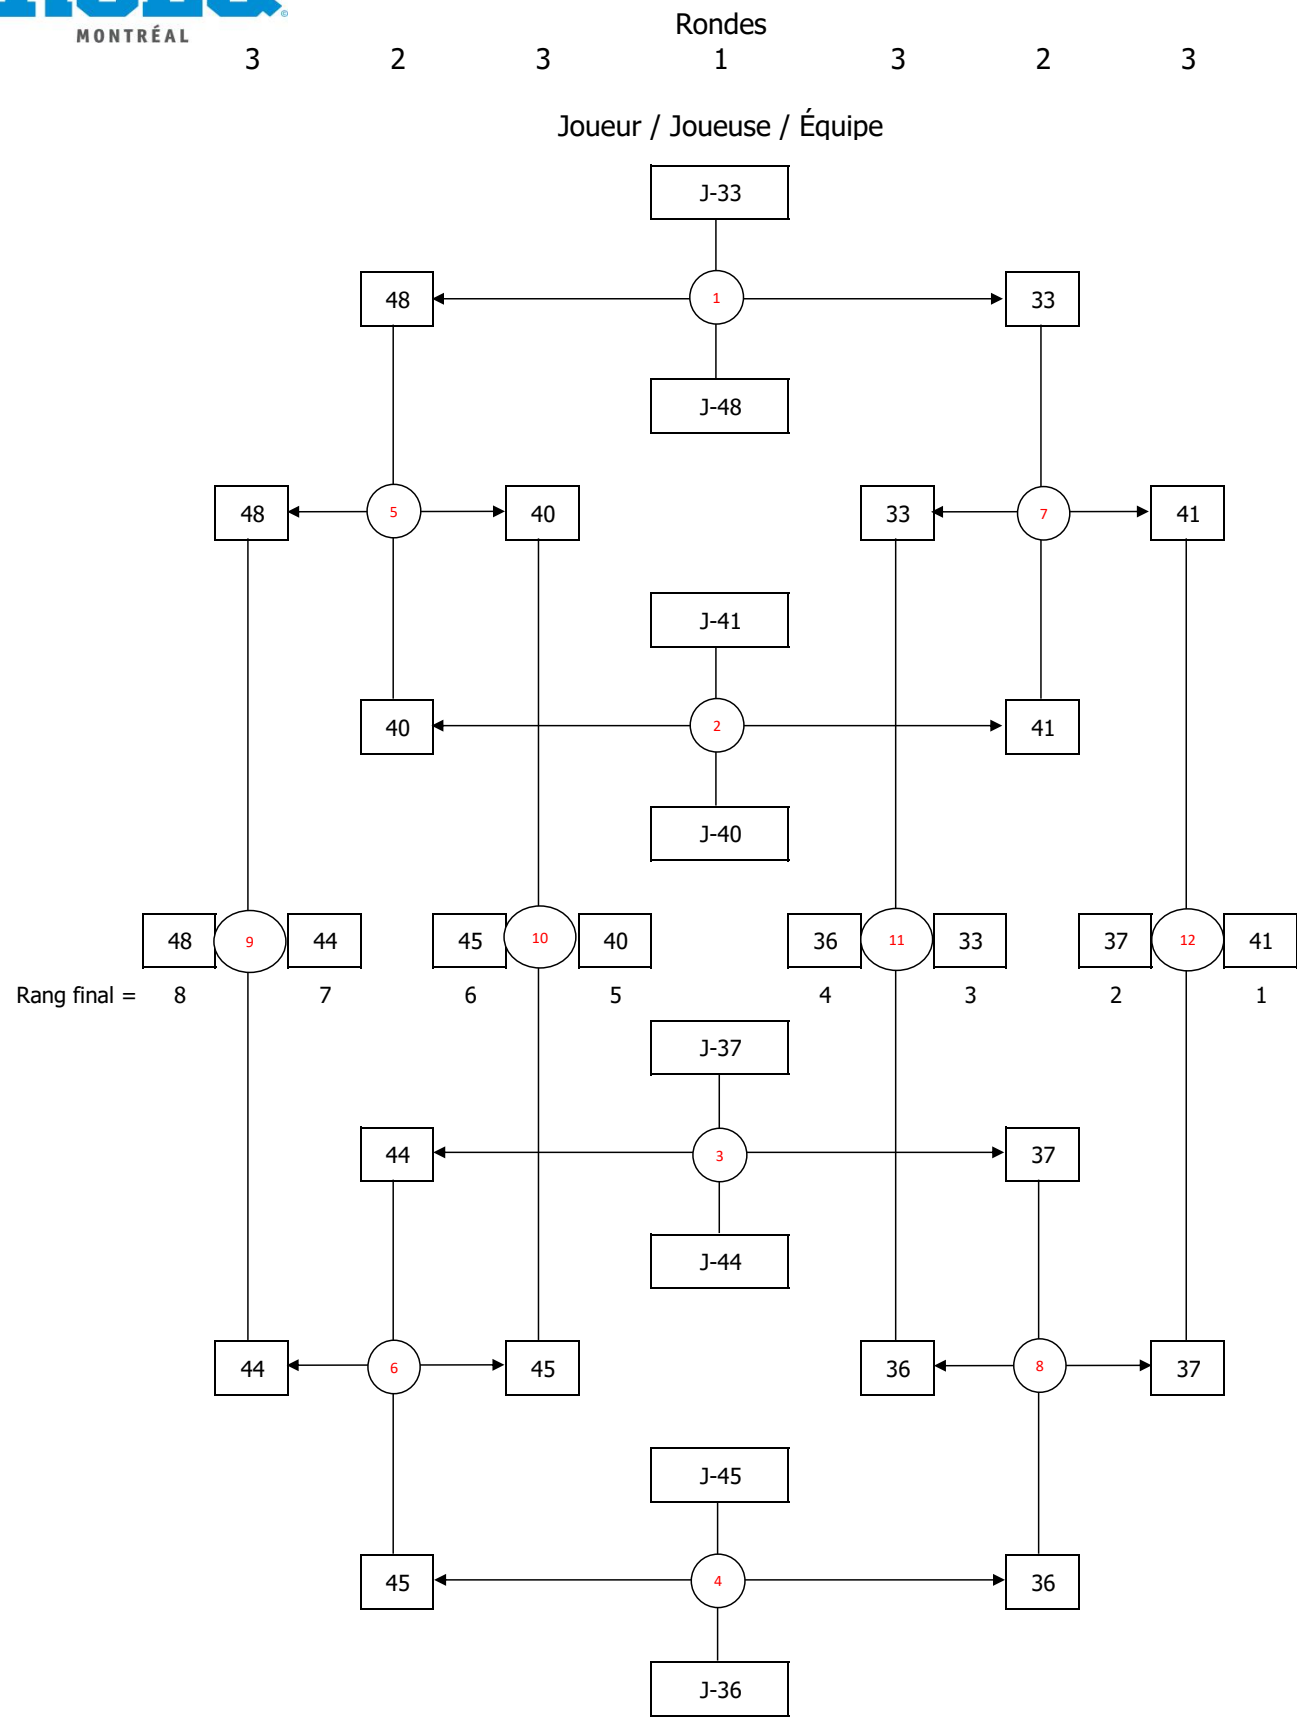 ©
MONTRÉAL
Rondes
3 2 3 1 3 2 3
Joueur / Joueuse / Équipe
J-33
48 1 33
J-48
48 5 40 33 7 41
J-41
40 2 41
J-40
48 9 44 45 10 40 36 11 33 37 12 41
Rang final = 8 7 6 5 4 3 2 1
J-37
44 3 37
J-44
44 6 45 36 8 37
J-45
45 4 36
J-36